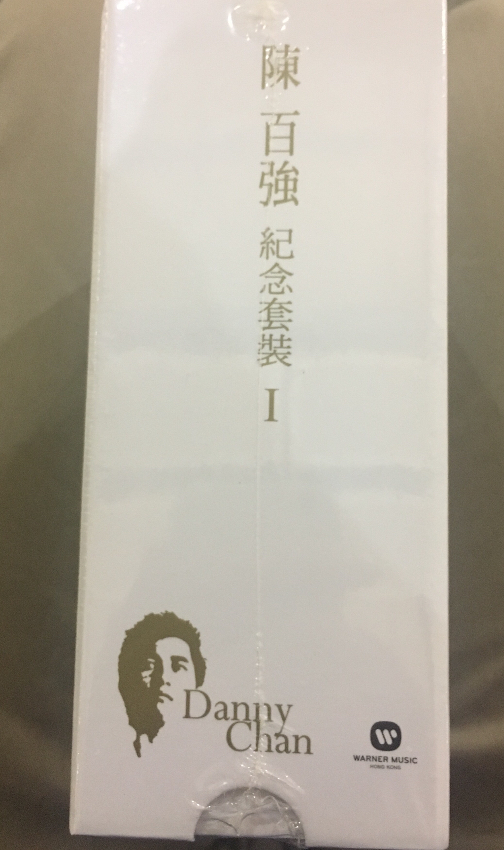 陳百強 紀念套裝 I
Danny
Chan
WARNER MUSIC
HONG KONG